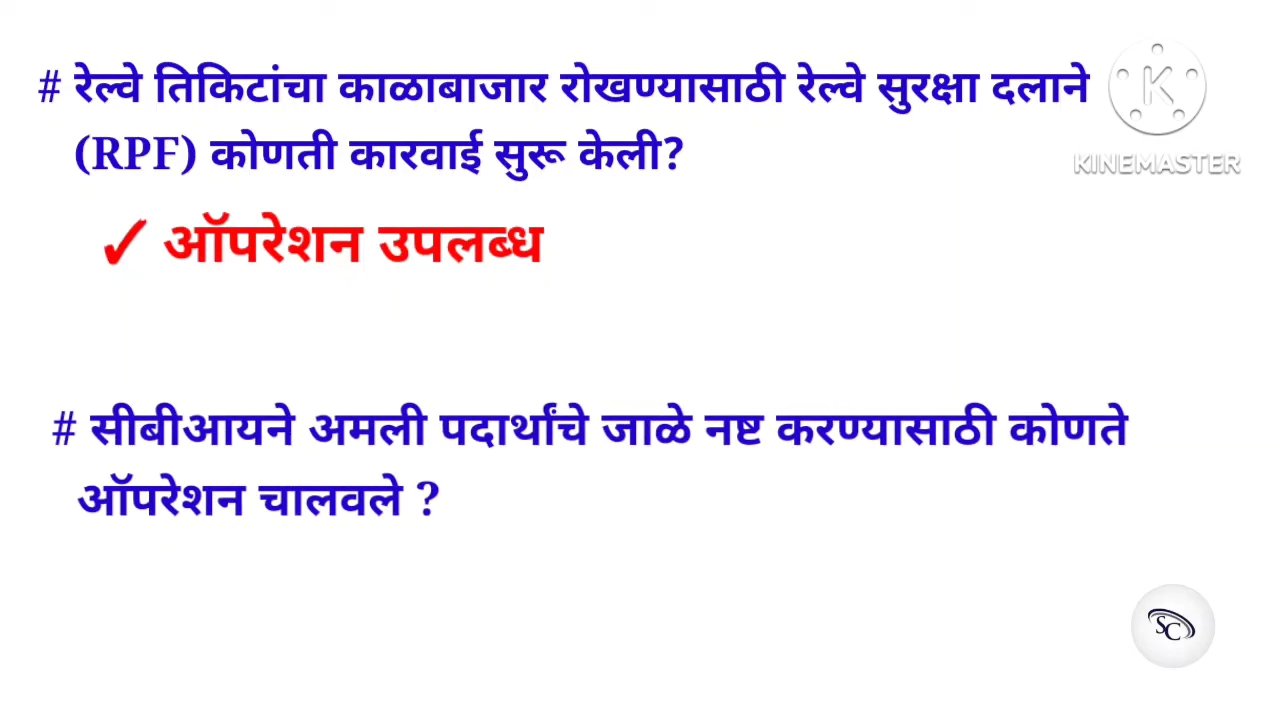 # रेल्वे तिकिटांचा काळाबाजार रोखण्यासाठी रेल्वे सुरक्षा दलाने
(RPF) कोणती कारवाई सुरू केली?
✓ ऑपरेशन उपलब्ध
# सीबीआयने अमली पदार्थांचे जाळे नष्ट करण्यासाठी कोणते
ऑपरेशन चालवले ?
K
KINEMASTER
SC